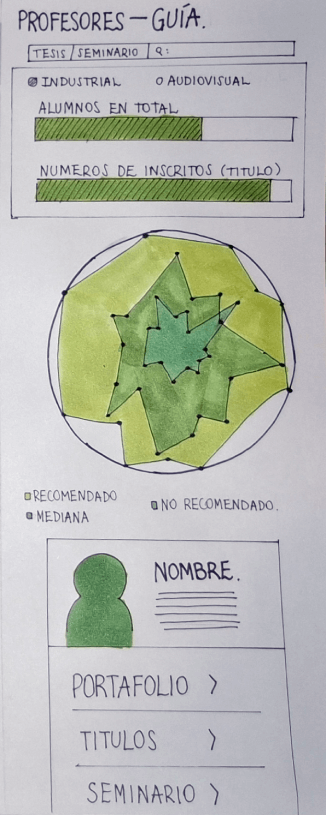 PROFESORES — GUÍA.
TESIS / SEMINARIO Q:
INDUSTRIAL AUDIOVISUAL
ALUMNOS EN TOTAL
NUMEROS DE INSCRITOS (TITULO)
RECOMENDADO
NO RECOMENDADO.
MEDIANA
NOMBRE.
PORTAFOLIO >
TITULOS >
SEMINARIO >